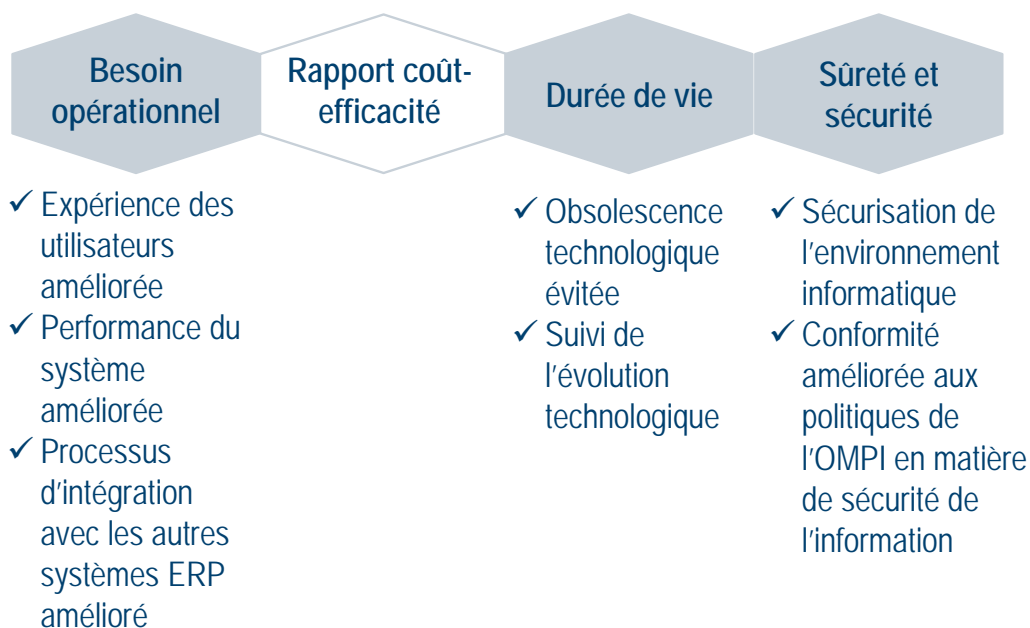 Besoin
opérationnel
Rapport coût-
efficacité
Durée de vie
Sûreté et
sécurité
✓ Expérience des
utilisateurs
améliorée
✓ Performance du
système
améliorée
✓ Processus
d'intégration
avec les autres
systèmes ERP
amélioré
✓ Obsolescence
technologique
évitée
✓ Suivi de
l'évolution
technologique
✓ Sécurisation de
l'environnement
informatique
✓ Conformité
améliorée aux
politiques de
l'OMPI en matière
de sécurité de
l'information